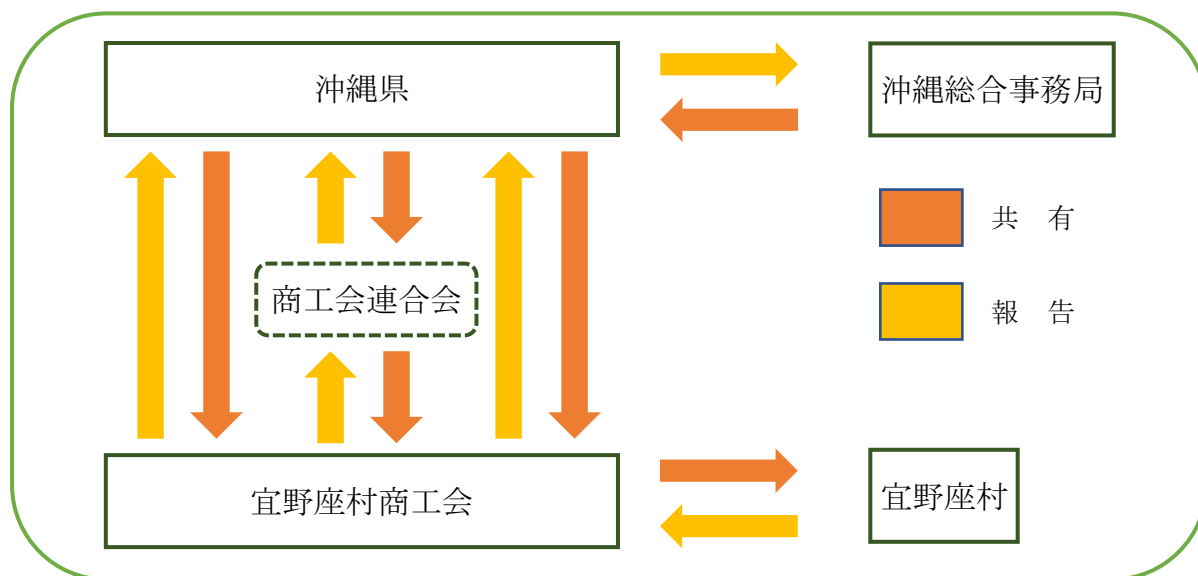 沖縄県
沖縄総合事務局
共　有
商工会連合会
報　告
宜野座村商工会
宜野座村